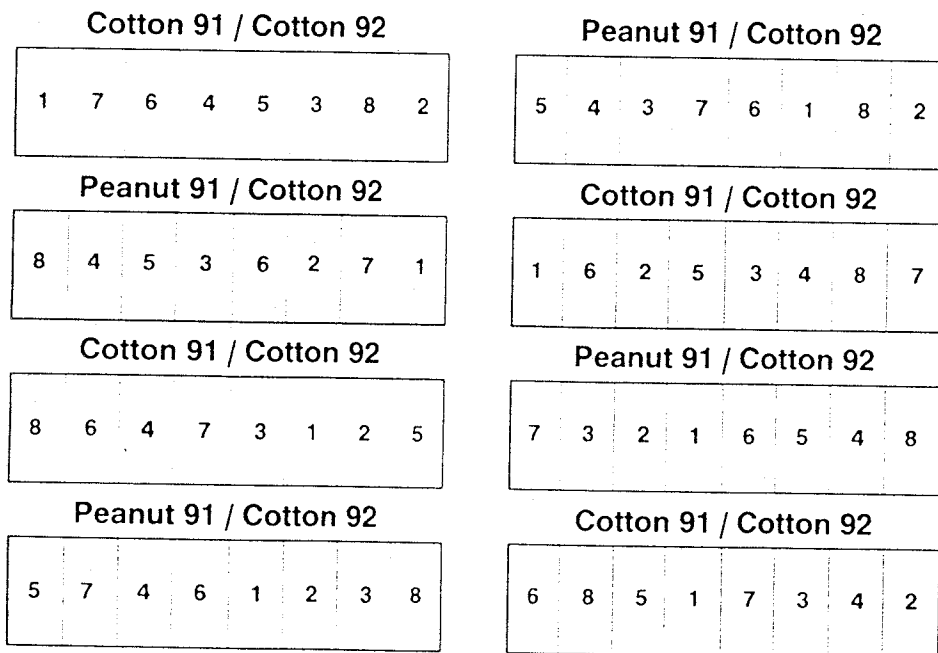 Cotton 91 / Cotton 92
1 7 6 4 5 3 8 2
Peanut 91 / Cotton 92
5 4 3 7 6 1 8 2
Peanut 91 / Cotton 92
8 4 5 3 6 2 7 1
Cotton 91 / Cotton 92
1 6 2 5 3 4 8 7
Cotton 91 / Cotton 92
8 6 4 7 3 1 2 5
Peanut 91 / Cotton 92
7 3 2 1 6 5 4 8
Peanut 91 / Cotton 92
5 7 4 6 1 2 3 8
Cotton 91 / Cotton 92
6 8 5 1 7 3 4 2